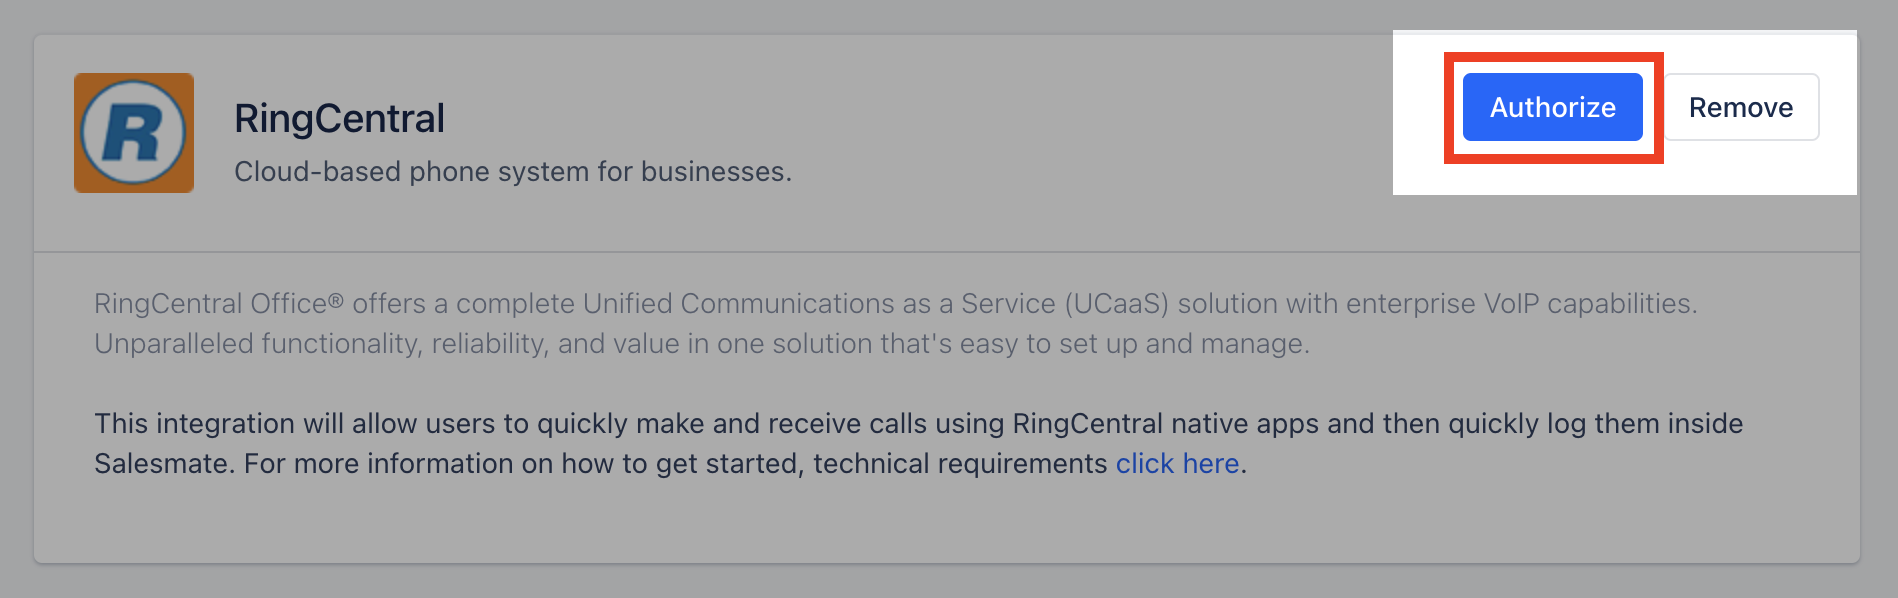 R
RingCentral
Cloud-based phone system for businesses.
Authorize
Remove
RingCentral Office® offers a complete Unified Communications as a Service (UCaaS) solution with enterprise VoIP capabilities.
Unparalleled functionality, reliability, and value in one solution that's easy to set up and manage.
This integration will allow users to quickly make and receive calls using RingCentral native apps and then quickly log them inside
Salesmate. For more information on how to get started, technical requirements click here.